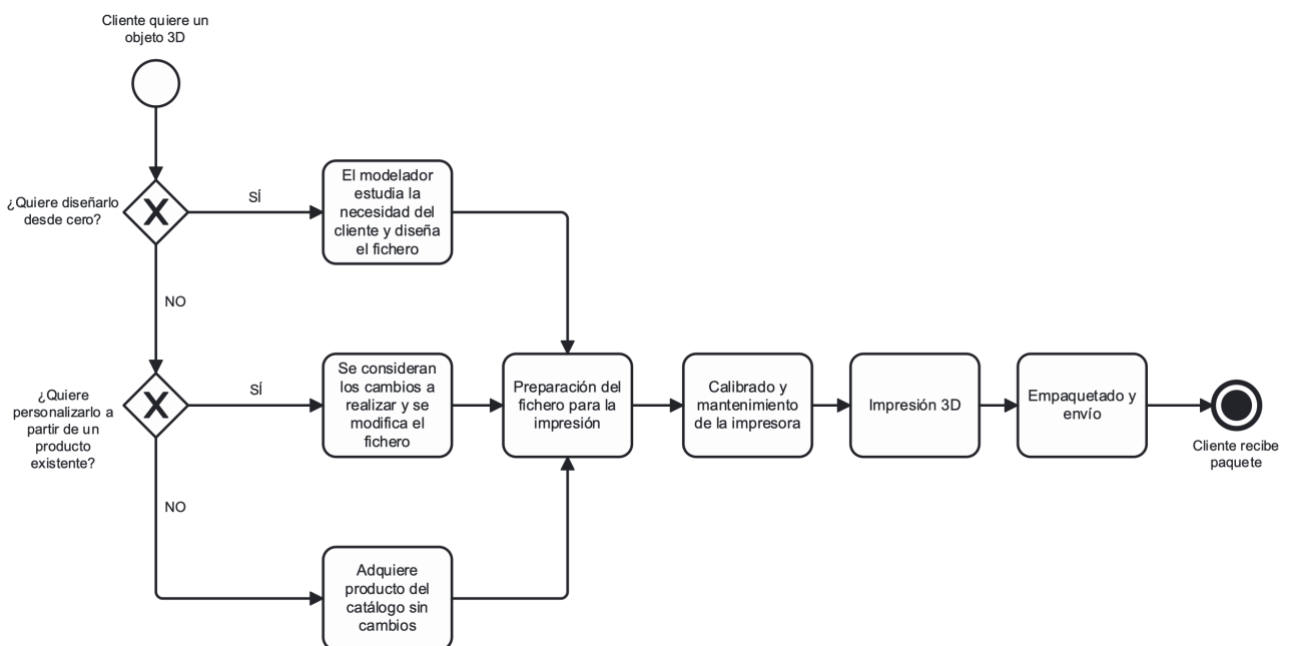 Cliente quiere un
objeto 3D
¿Quiere diseñarlo
desde cero?
X
SÍ
El modelador
estudia la
necesidad del
cliente y diseña
el fichero
NO
¿Quiere
personalizarlo a
partir de un
producto
existente?
X
SÍ
Se consideran
los cambios a
realizar y se
modifica el
fichero
Preparación del
fichero para la
impresión
Calibrado y
mantenimiento
de la impresora
Impresión 3D
Empaquetado y
envío
Cliente recibe
paquete
NO
Adquiere
producto del
catálogo sin
cambios